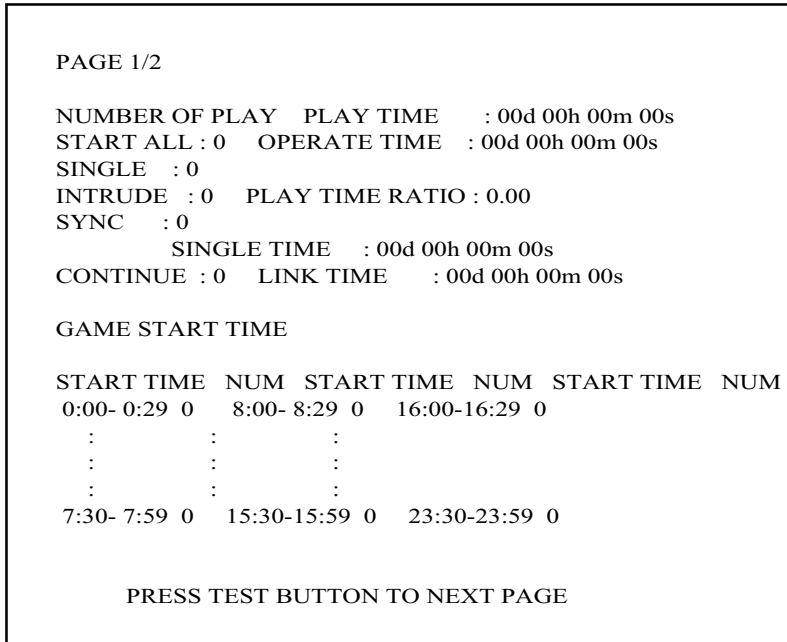 PAGE 1/2
NUMBER OF PLAY PLAY TIME : 00d 00h 00m 00s
START ALL : 0 OPERATE TIME : 00d 00h 00m 00s
SINGLE : 0
INTRUDE : 0 PLAY TIME RATIO : 0.00
SYNC : 0
SINGLE TIME : 00d 00h 00m 00s
CONTINUE : 0 LINK TIME : 00d 00h 00m 00s
GAME START TIME
START TIME NUM START TIME NUM START TIME NUM
0:00- 0:29 0 8:00- 8:29 0 16:00-16:29 0
: : :
: : :
: : :
7:30- 7:59 0 15:30-15:59 0 23:30-23:59 0
PRESS TEST BUTTON TO NEXT PAGE